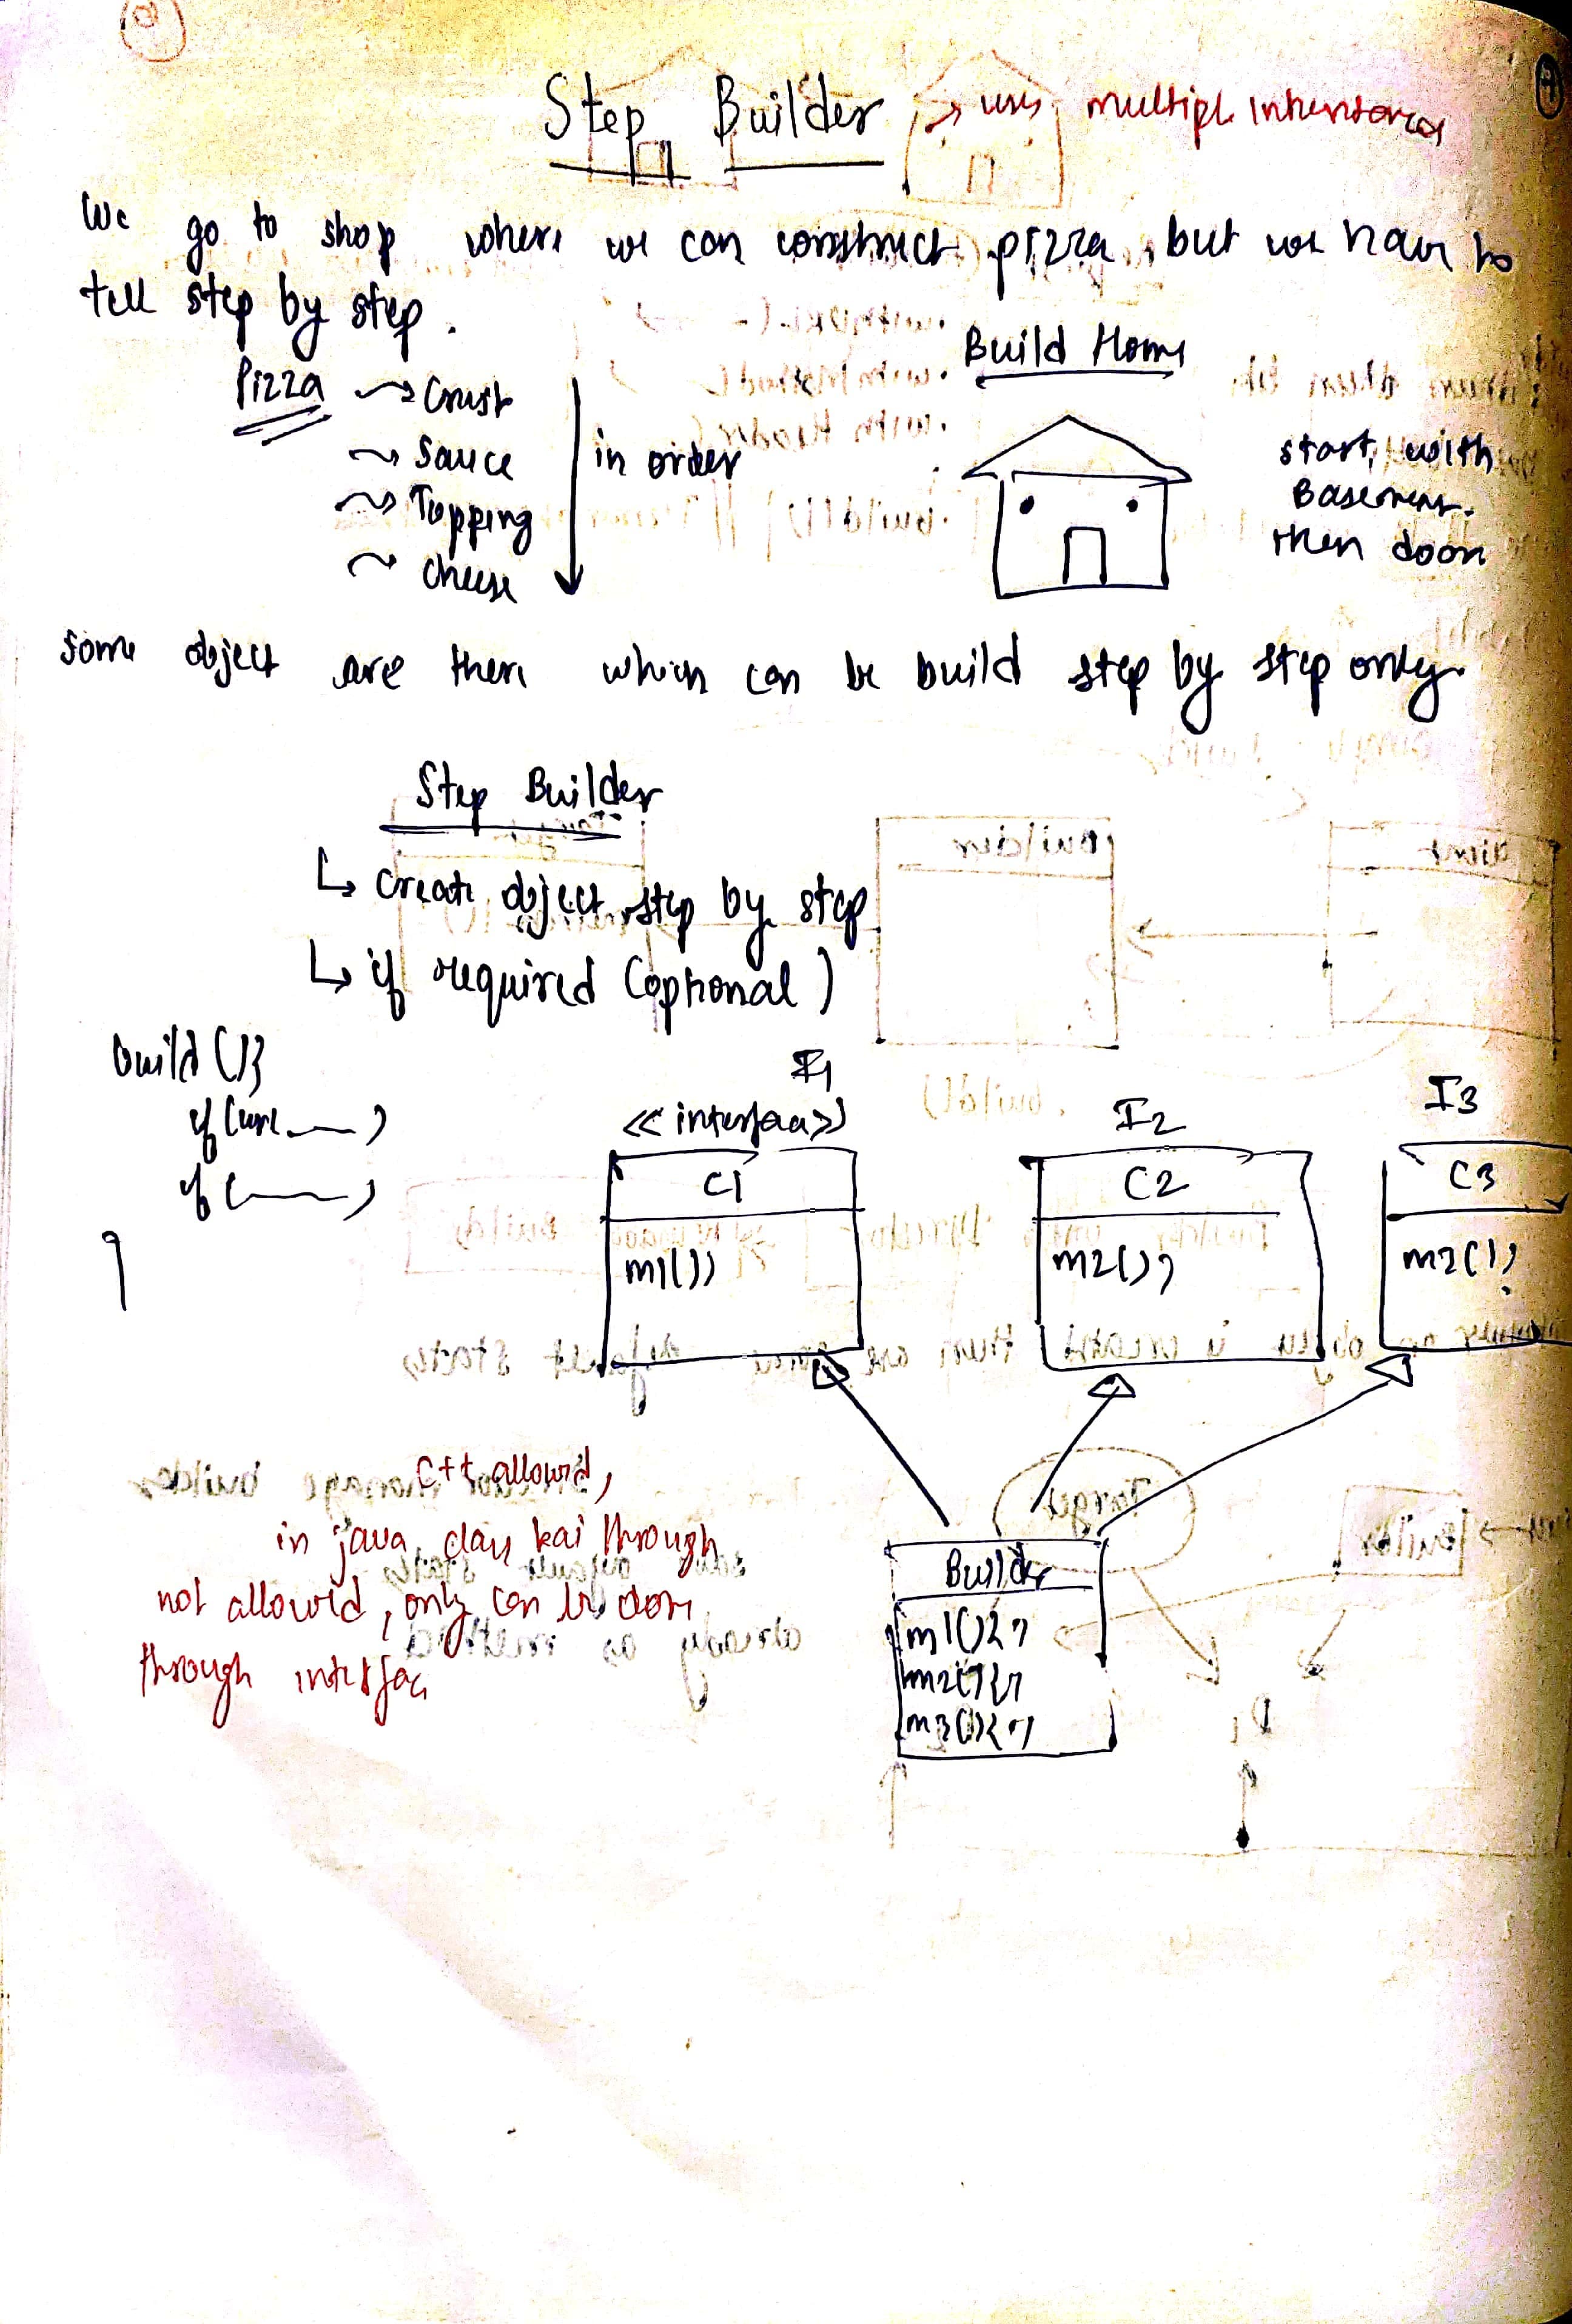 Step Builder → uses multiple inheritances
We go to shop where we can construct pizza, but we have to
tell step by step.
Build Home
Pizza → Crust
→ Sauce
→ Topping
→ cheese
in order
start, with
Basement.
then door
some object are there which can be build step by step only.
Step Builder
↳ create object step by step
↳ if required (optional)
build(){
if(url___)
if(___)
}
I1
<< interface >>
C1
m1();
I2
C2
m2();
I3
C3
m2();
C++ allowed,
in java class kai through
not allowed, only can be done
through interface
Builder
m1(){}
m2(){}
m3(){}